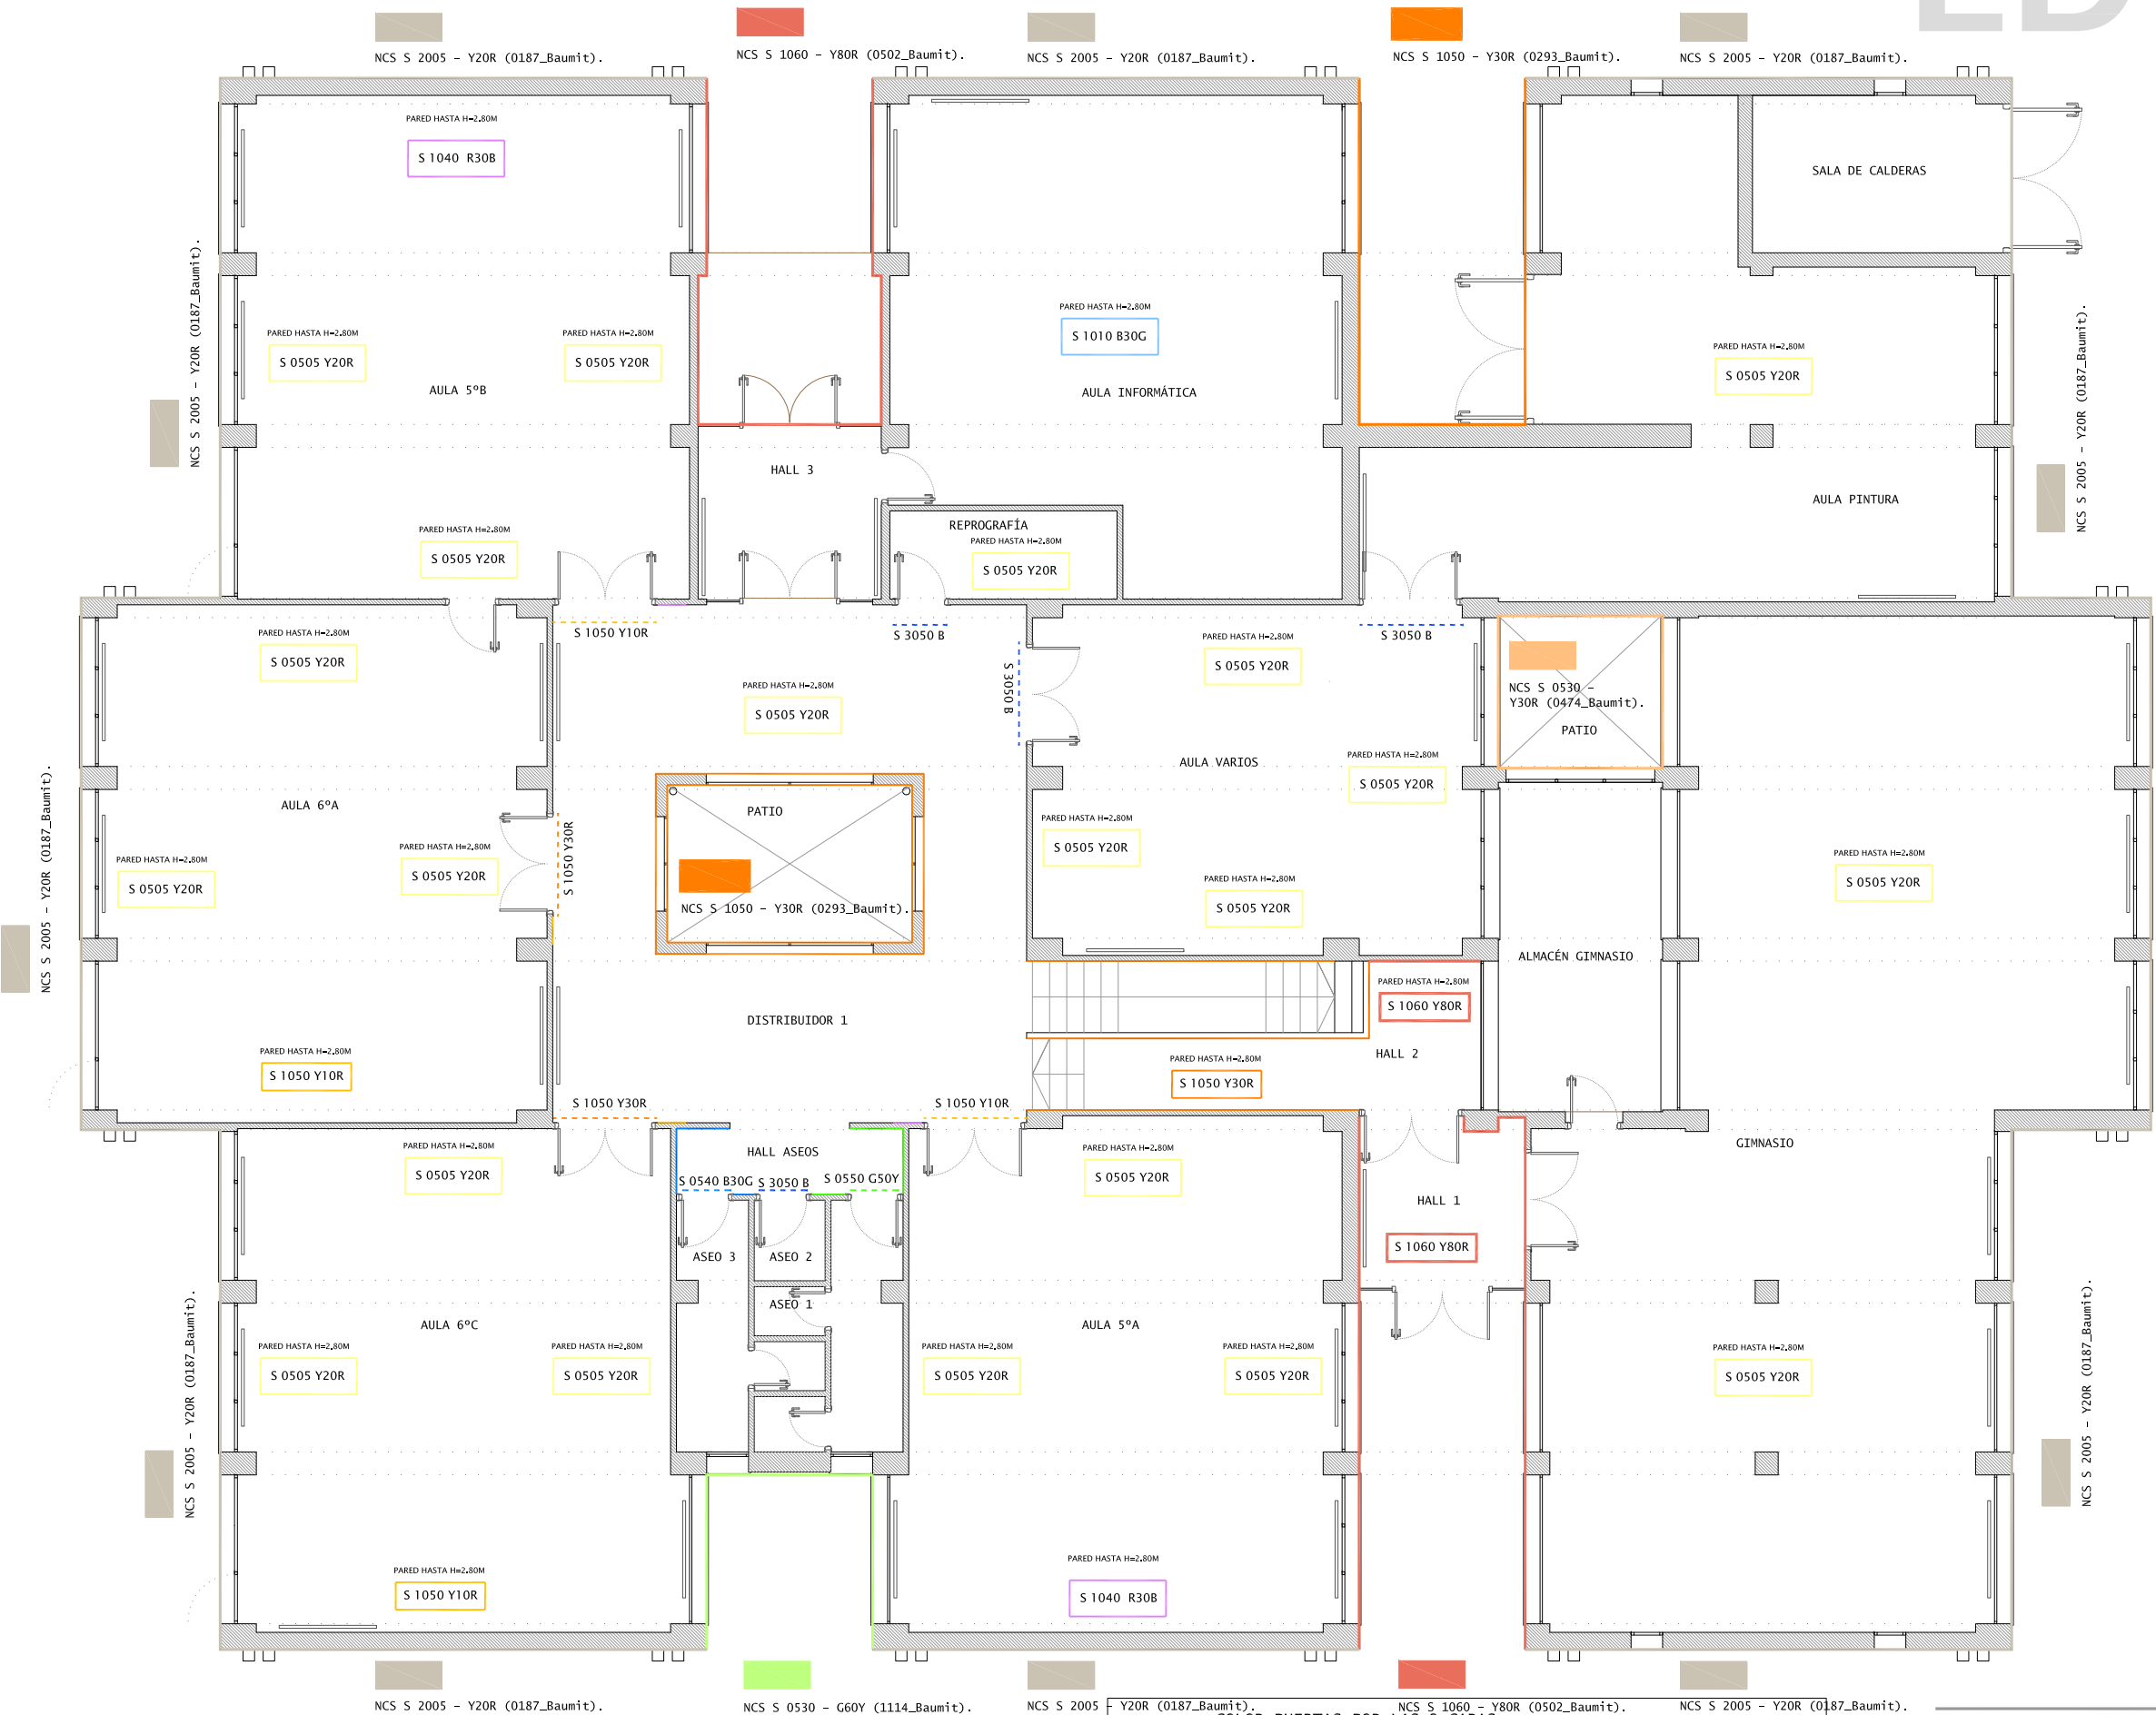 ED
NCS S 2005 - Y20R (0187_Baumit).
NCS S 1060 - Y80R (0502_Baumit).
NCS S 2005 - Y20R (0187_Baumit).
NCS S 1050 - Y30R (0293_Baumit).
NCS S 2005 - Y20R (0187_Baumit).
PARED HASTA H=2.80M
S 1040 R30B
SALA DE CALDERAS
NCS S 2005 - Y20R (0187_Baumit).
PARED HASTA H=2.80M
S 0505 Y20R
PARED HASTA H=2.80M
S 0505 Y20R
AULA 5ºB
PARED HASTA H=2.80M
S 1010 B30G
AULA INFORMÁTICA
PARED HASTA H=2.80M
S 0505 Y20R
NCS S 2005 - Y20R (0187_Baumit).
HALL 3
AULA PINTURA
PARED HASTA H=2.80M
S 0505 Y20R
REPROGRAFÍA
PARED HASTA H=2.80M
S 0505 Y20R
S 1050 Y10R
S 3050 B
S 3050 B
PARED HASTA H=2.80M
S 0505 Y20R
PARED HASTA H=2.80M
S 0505 Y20R
S 3050 B
PARED HASTA H=2.80M
S 0505 Y20R
NCS S 0530 -
Y30R (0474_Baumit).
PATIO
AULA VARIOS
PARED HASTA H=2.80M
S 0505 Y20R
NCS S 2005 - Y20R (0187_Baumit).
AULA 6ºA
PATIO
PARED HASTA H=2.80M
S 0505 Y20R
PARED HASTA H=2.80M
S 0505 Y20R
PARED HASTA H=2.80M
S 0505 Y20R
S 1050 Y30R
NCS S 1050 - Y30R (0293_Baumit).
PARED HASTA H=2.80M
S 0505 Y20R
PARED HASTA H=2.80M
S 0505 Y20R
ALMACÉN GIMNASIO
PARED HASTA H=2.80M
S 1060 Y80R
DISTRIBUIDOR 1
HALL 2
PARED HASTA H=2.80M
S 1050 Y10R
PARED HASTA H=2.80M
S 1050 Y30R
S 1050 Y30R
S 1050 Y10R
GIMNASIO
PARED HASTA H=2.80M
S 0505 Y20R
HALL ASEOS
S 0540 B30G
S 3050 B
S 0550 G50Y
PARED HASTA H=2.80M
S 0505 Y20R
HALL 1
S 1060 Y80R
ASEO 3
ASEO 2
ASEO 1
AULA 6ºC
AULA 5ºA
NCS S 2005 - Y20R (0187_Baumit).
PARED HASTA H=2.80M
S 0505 Y20R
PARED HASTA H=2.80M
S 0505 Y20R
PARED HASTA H=2.80M
S 0505 Y20R
PARED HASTA H=2.80M
S 0505 Y20R
PARED HASTA H=2.80M
S 0505 Y20R
NCS S 2005 - Y20R (0187_Baumit).
PARED HASTA H=2.80M
S 1050 Y10R
PARED HASTA H=2.80M
S 1040 R30B
NCS S 2005 - Y20R (0187_Baumit).
NCS S 0530 - G60Y (1114_Baumit).
NCS S 2005 - Y20R (0187_Baumit).
NCS S 1060 - Y80R (0502_Baumit).
NCS S 2005 - Y20R (0187_Baumit).